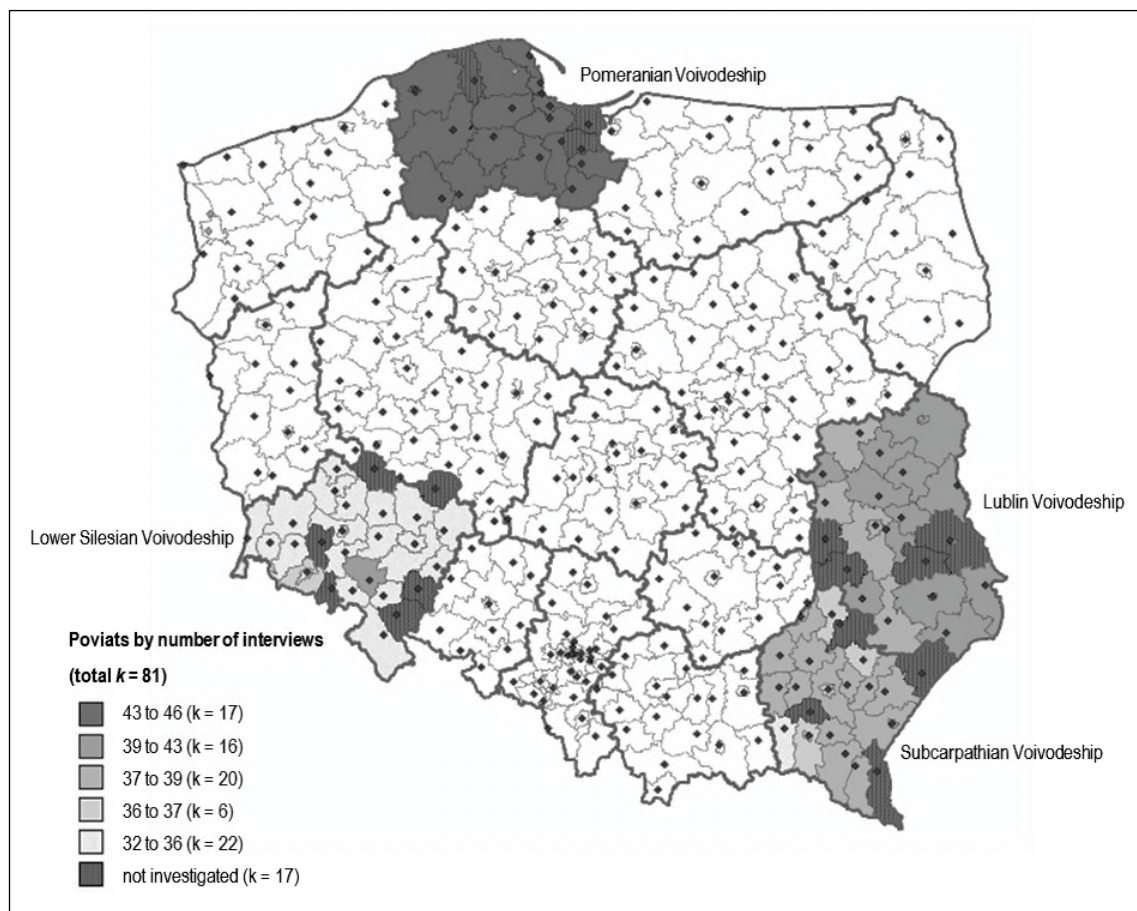 Pomeranian Voivodeship
Lublin Voivodeship
Lower Silesian Voivodeship
Subcarpathian Voivodeship
Poviats by number of interviews
(total k = 81)
43 to 46 (k = 17)
39 to 43 (k = 16)
37 to 39 (k = 20)
36 to 37 (k = 6)
32 to 36 (k = 22)
not investigated (k = 17)